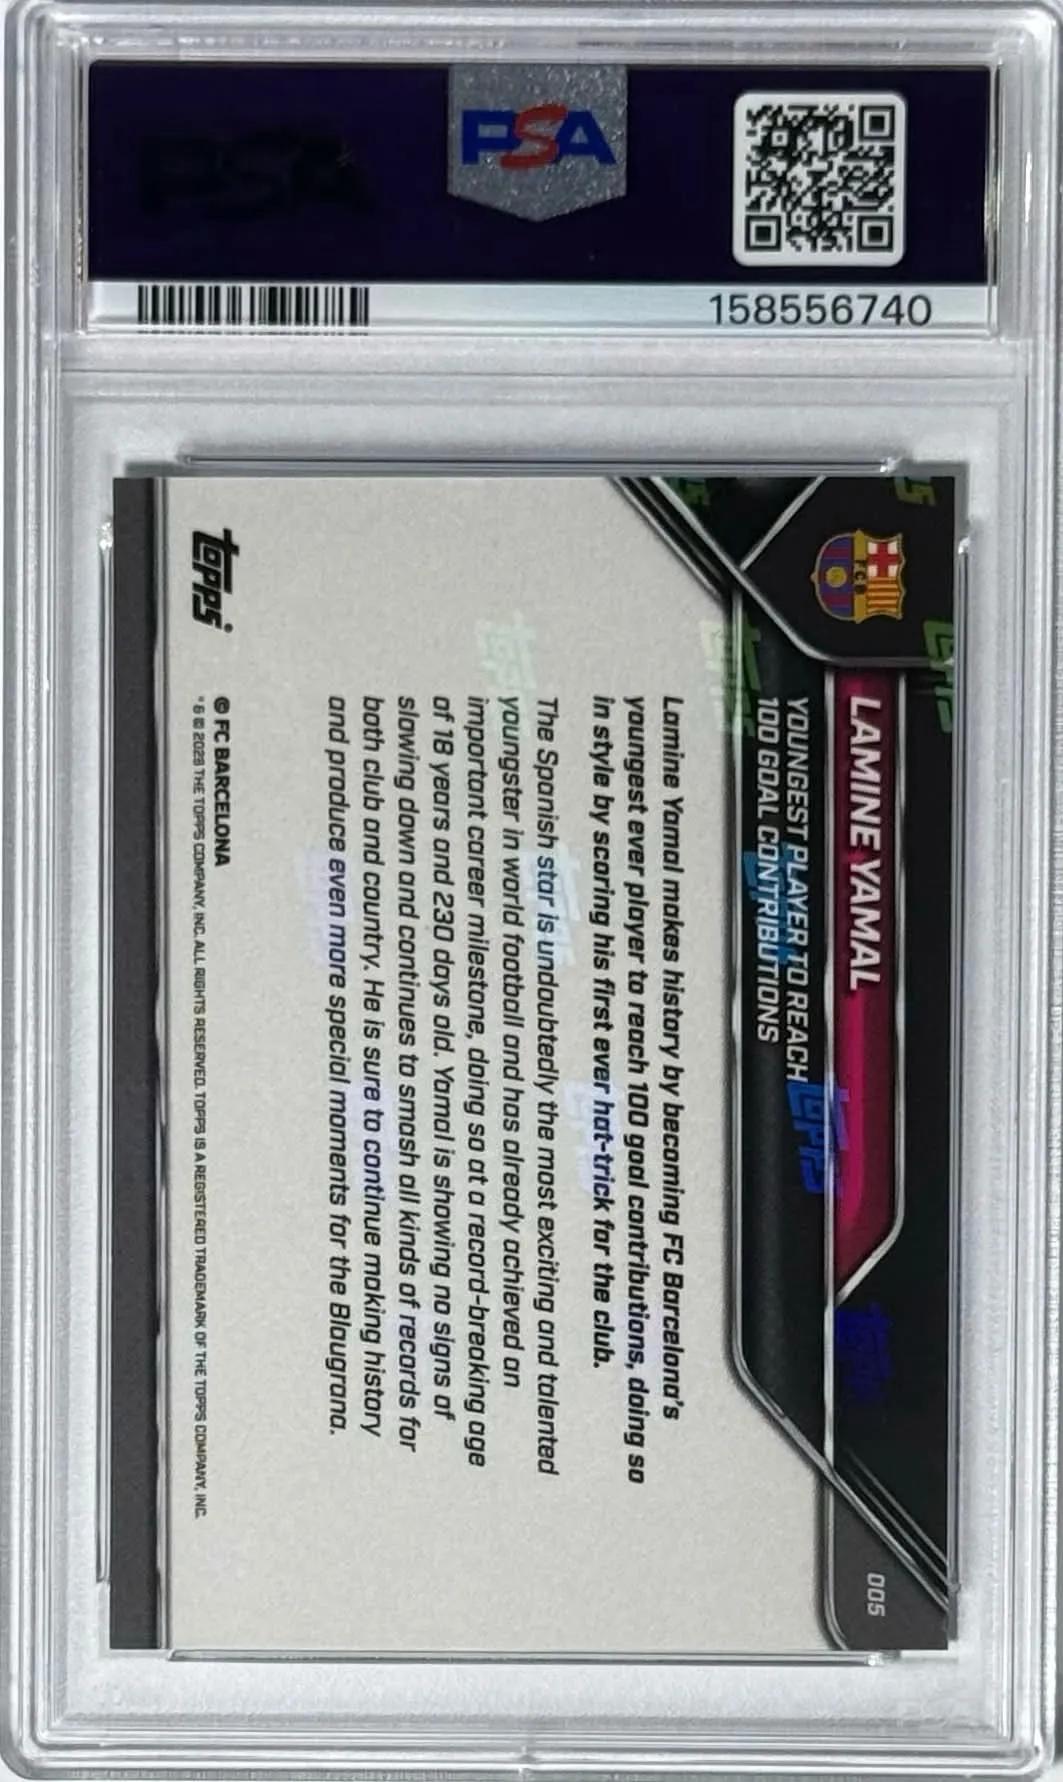 PSA
PSA
158556740
FCB
LAMINE YAMAL
YOUNGEST PLAYER TO REACH
100 GOAL CONTRIBUTIONS
005
Lamine Yamal makes history by becoming FC Barcelona's
youngest ever player to reach 100 goal contributions, doing so
in style by scoring his first ever hat-trick for the club.
The Spanish star is undoubtedly the most exciting and talented
youngster in world football and has already achieved an
important career milestone, doing so at a record-breaking age
of 18 years and 230 days old. Yamal is showing no signs of
slowing down and continues to smash all kinds of records for
both club and country. He is sure to continue making history
and produce even more special moments for the Blaugrana.
topps
© FC BARCELONA
THE TOPPS COMPANY, INC. ALL RIGHTS RESERVED. TOPPS IS A REGISTERED TRADEMARK OF THE TOPPS COMPANY, INC.
topps
topps
topps